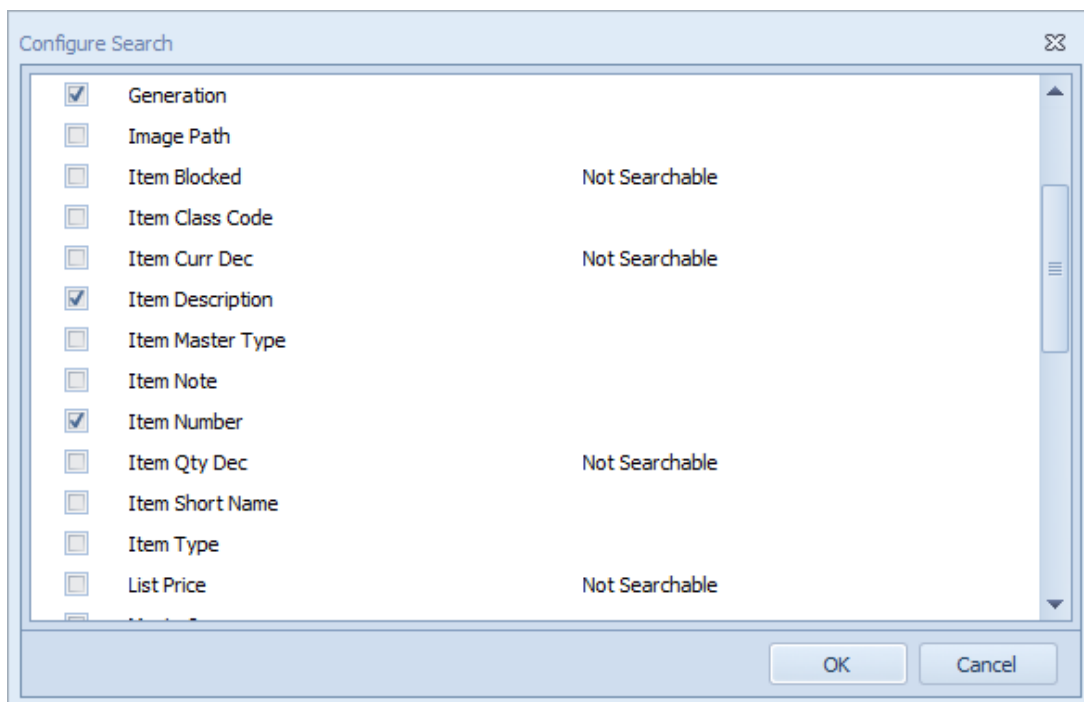 Configure Search
Generation
Image Path
Item Blocked Not Searchable
Item Class Code
Item Curr Dec Not Searchable
Item Description
Item Master Type
Item Note
Item Number
Item Qty Dec Not Searchable
Item Short Name
Item Type
List Price Not Searchable
OK Cancel